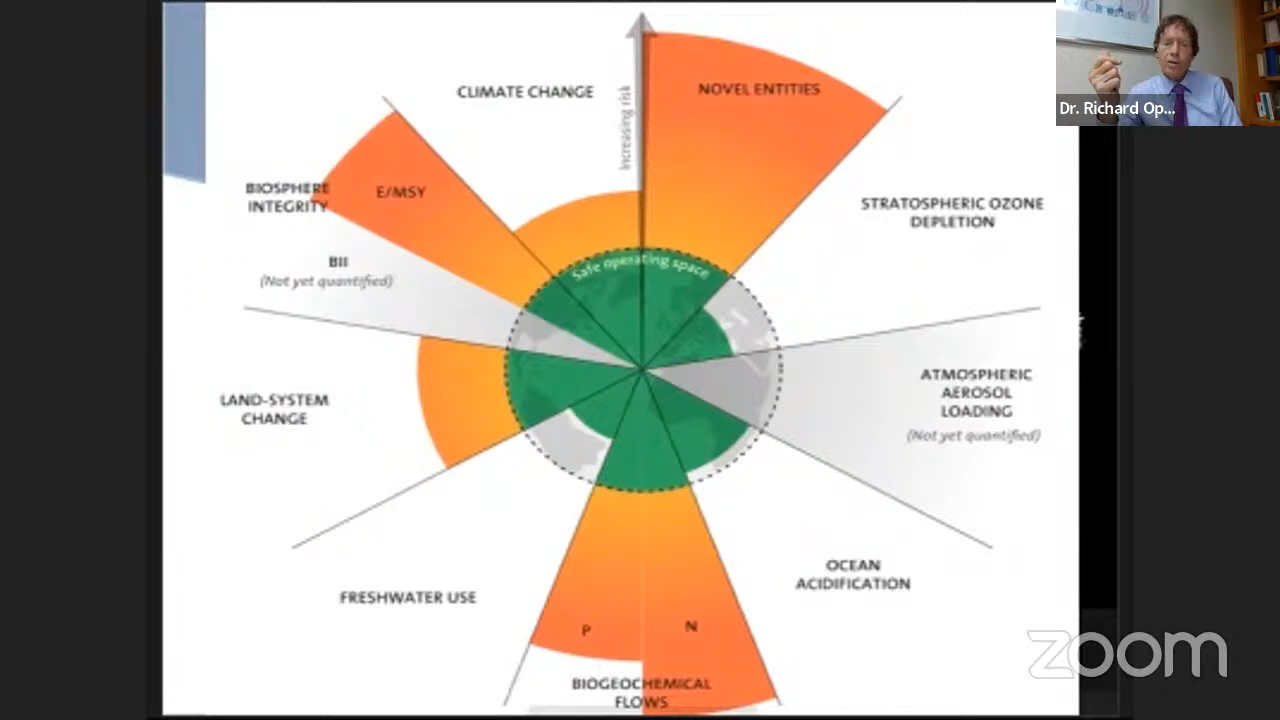 Dr. Richard Op...
CLIMATE CHANGE
Increasing risk
NOVEL ENTITIES
BIOSPHERE
INTEGRITY
E/MSY
STRATOSPHERIC OZONE
DEPLETION
BII
(Not yet quantified)
Safe operating space
LAND-SYSTEM
CHANGE
ATMOSPHERIC
AEROSOL
LOADING
(Not yet quantified)
FRESHWATER USE
OCEAN
ACIDIFICATION
P
N
BIOGEOCHEMICAL
FLOWS
zoom